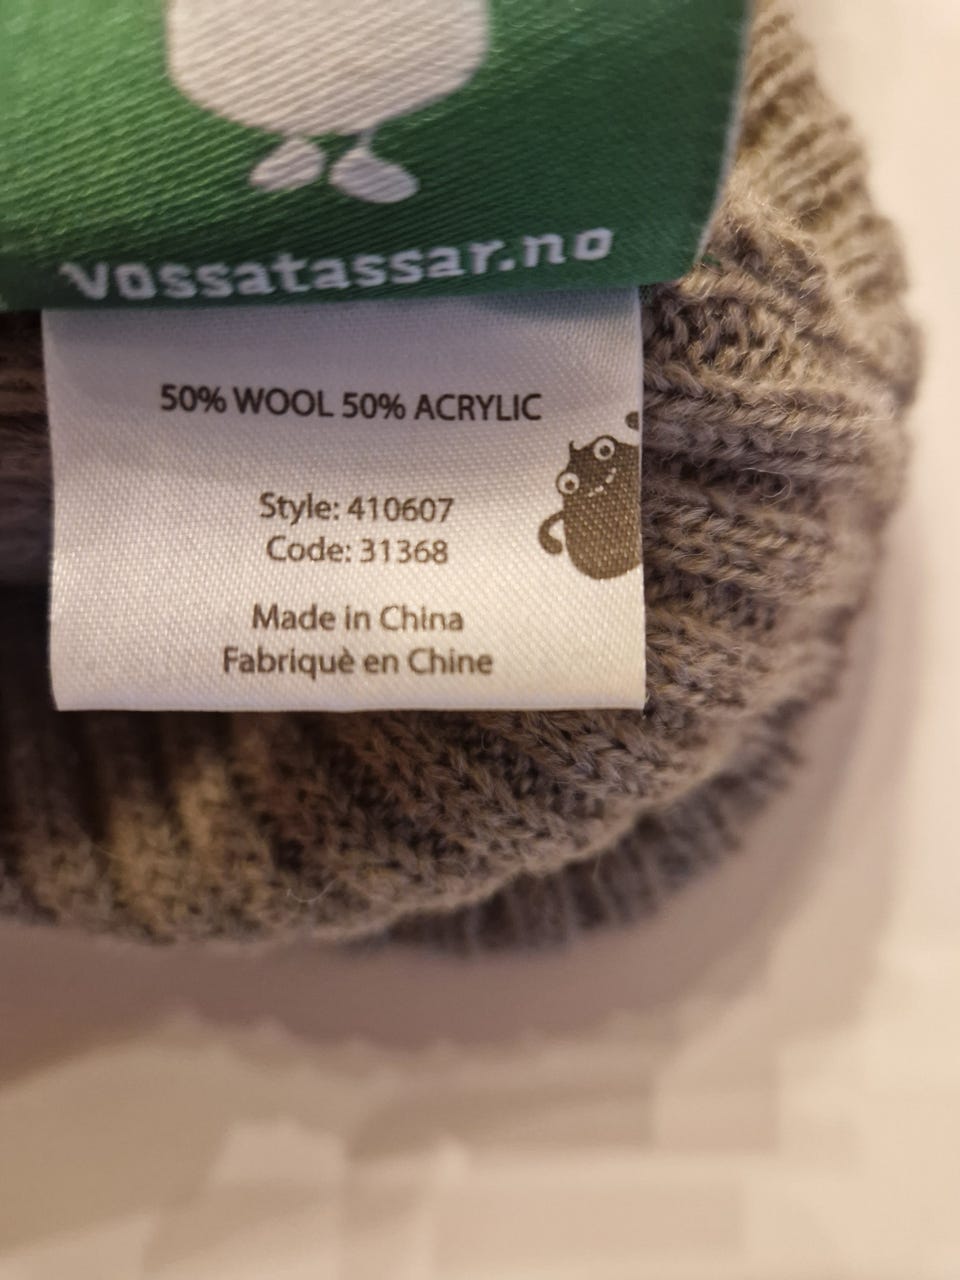 vossatassar.no
50% WOOL 50% ACRYLIC
Style: 410607
Code: 31368
Made in China
Fabriquè en Chine